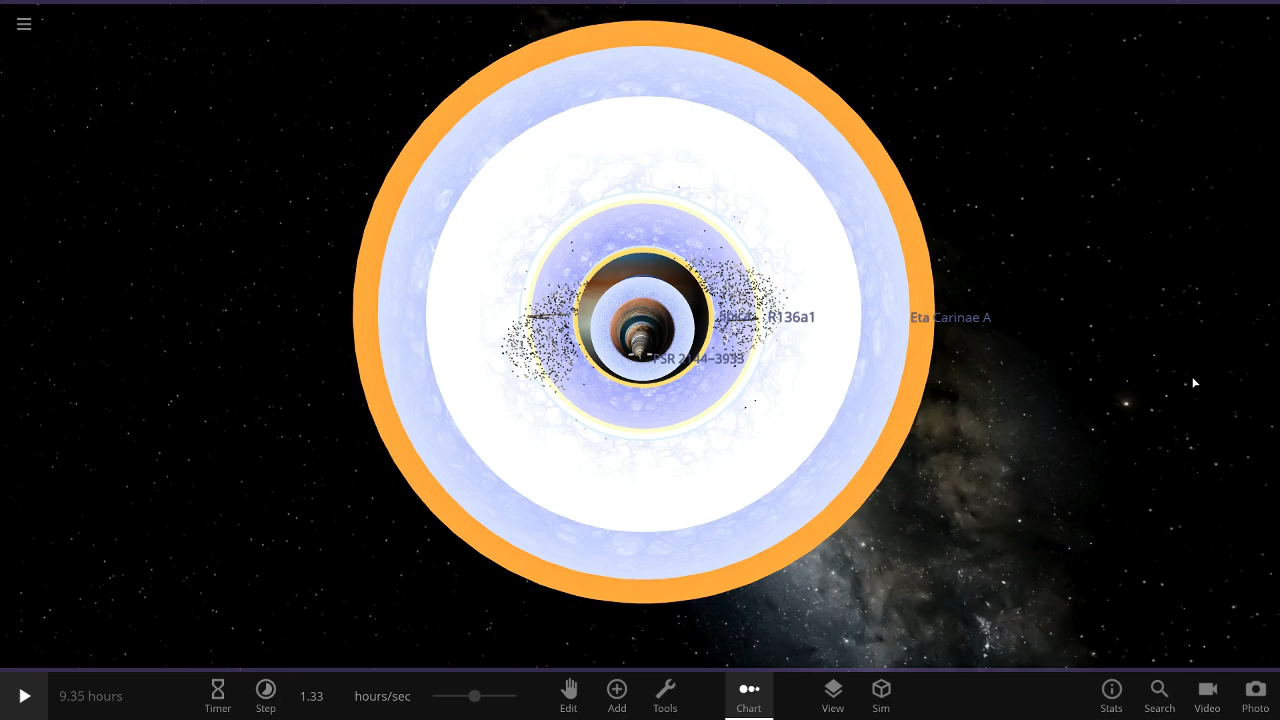 R136a1
Eta Carinae A
PSR 2144−3933
9.35 hours
Timer
Step
1.33
hours/sec
Edit
Add
Tools
Chart
View
Sim
Stats
Search
Video
Photo